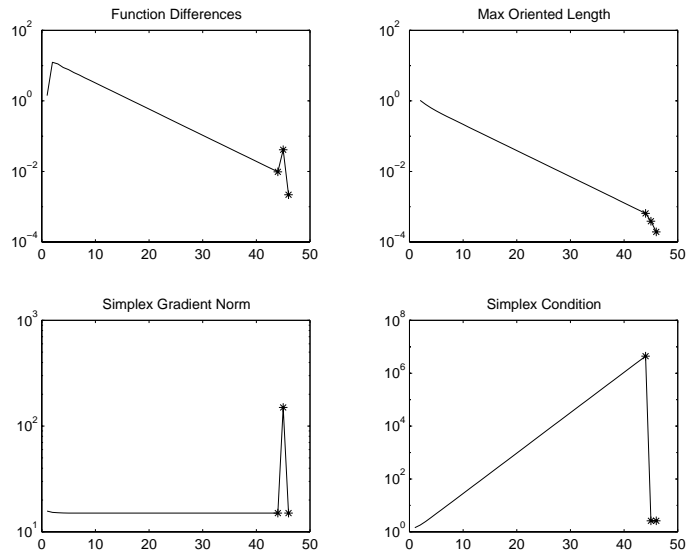 Function Differences
10^2
10^0
10^-2
10^-4
0 10 20 30 40 50
Max Oriented Length
10^2
10^0
10^-2
10^-4
0 10 20 30 40 50
Simplex Gradient Norm
10^3
10^2
10^1
0 10 20 30 40 50
Simplex Condition
10^8
10^6
10^4
10^2
10^0
0 10 20 30 40 50